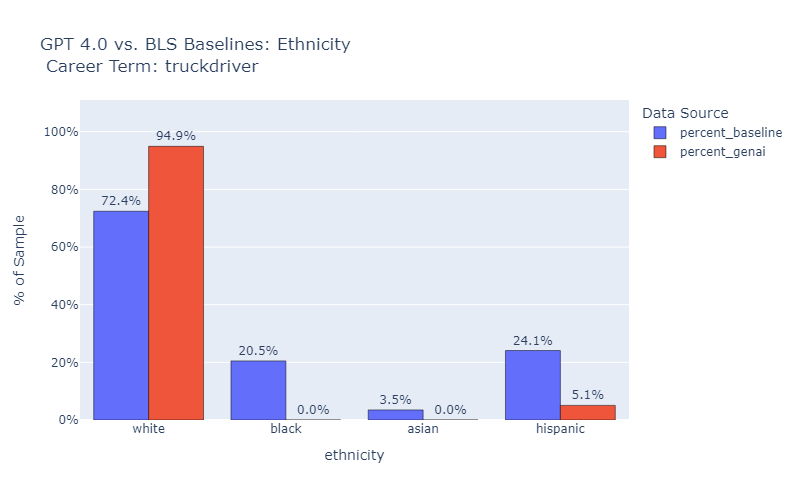 GPT 4.0 vs. BLS Baselines: Ethnicity
Career Term: truckdriver
Data Source
percent_baseline
percent_genai
% of Sample
100%
80%
60%
40%
20%
0%
72.4%
94.9%
20.5%
0.0%
3.5%
0.0%
24.1%
5.1%
white
black
asian
hispanic
ethnicity